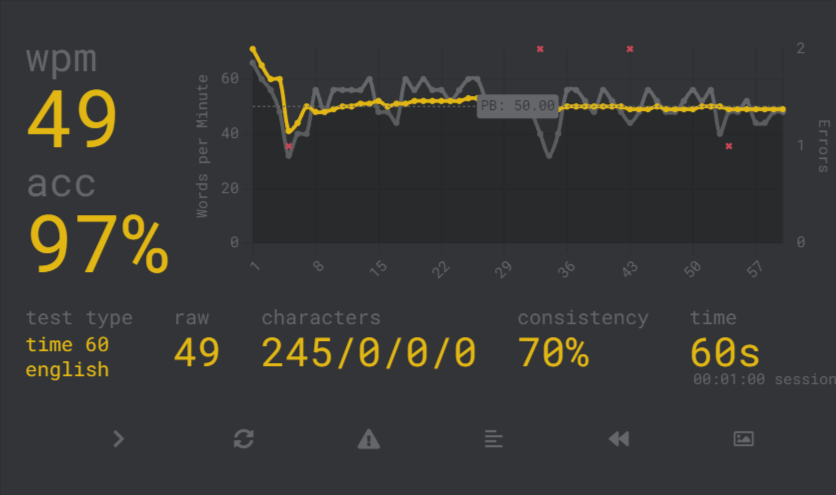 wpm
49
acc
97%
Words per Minute
60
40
20
0
PB: 50.00
2
1
0
Errors
1 8 15 22 29 36 43 50 57
test type
time 60
english
raw
49
characters
245/0/0/0
consistency
70%
time
60s
00:01:00 session